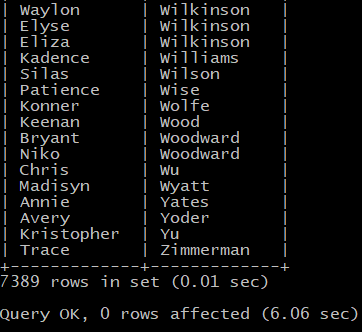 | Waylon      | Wilkinson   |
| Elyse       | Wilkinson   |
| Eliza       | Wilkinson   |
| Kadence     | Williams    |
| Silas       | Wilson      |
| Patience    | Wise        |
| Konner      | Wolfe       |
| Keenan      | Wood        |
| Bryant      | Woodward    |
| Niko        | Woodward    |
| Chris       | Wu          |
| Madisyn     | Wyatt       |
| Annie       | Yates       |
| Avery       | Yoder       |
| Kristopher  | Yu          |
| Trace       | Zimmerman   |
+-------------+-------------+
7389 rows in set (0.01 sec)
Query OK, 0 rows affected (6.06 sec)